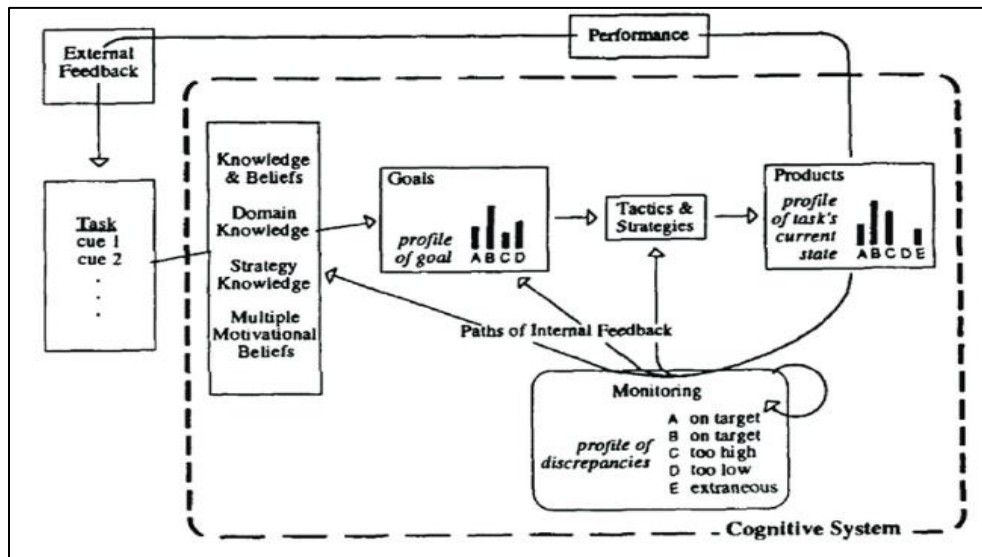 External
Feedback
Performance
Task
cue 1
cue 2
Knowledge
& Beliefs
Domain
Knowledge
Strategy
Knowledge
Multiple
Motivational
Beliefs
Goals
profile
of goal
A B C D
Tactics &
Strategies
Products
profile
of task's
current
state
A B C D E
Paths of Internal Feedback
Monitoring
profile of
discrepancies
A on target
B on target
C too high
D too low
E extraneous
Cognitive System